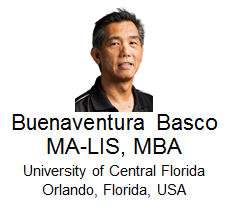 Buenaventura Basco
MA-LIS, MBA
University of Central Florida
Orlando, Florida, USA